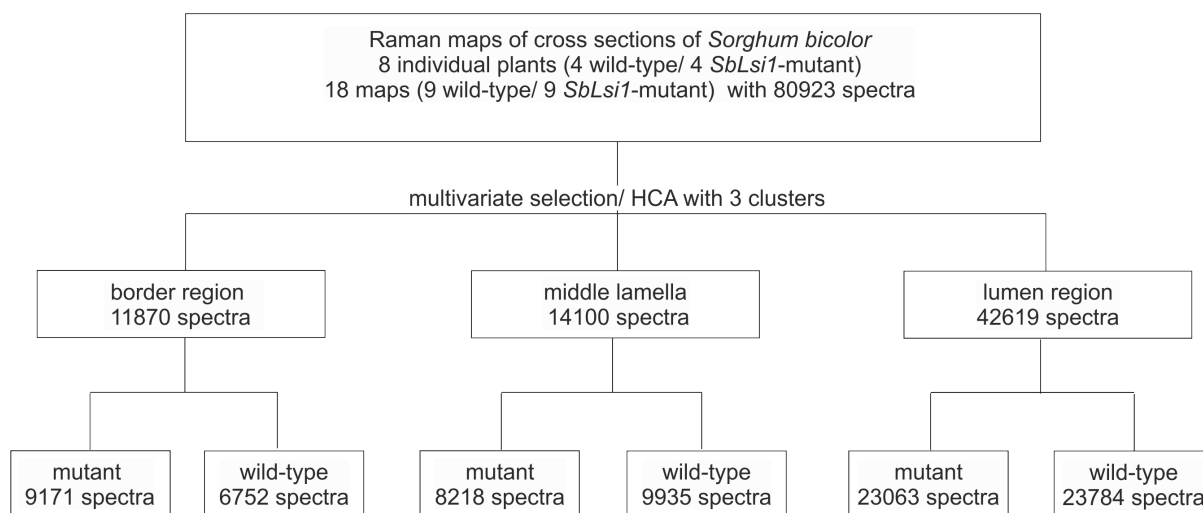 Raman maps of cross sections of Sorghum bicolor
8 individual plants (4 wild-type/ 4 SbLsi1-mutant)
18 maps (9 wild-type/ 9 SbLsi1-mutant) with 80923 spectra
multivariate selection/ HCA with 3 clusters
border region
11870 spectra
middle lamella
14100 spectra
lumen region
42619 spectra
mutant
9171 spectra
wild-type
6752 spectra
mutant
8218 spectra
wild-type
9935 spectra
mutant
23063 spectra
wild-type
23784 spectra